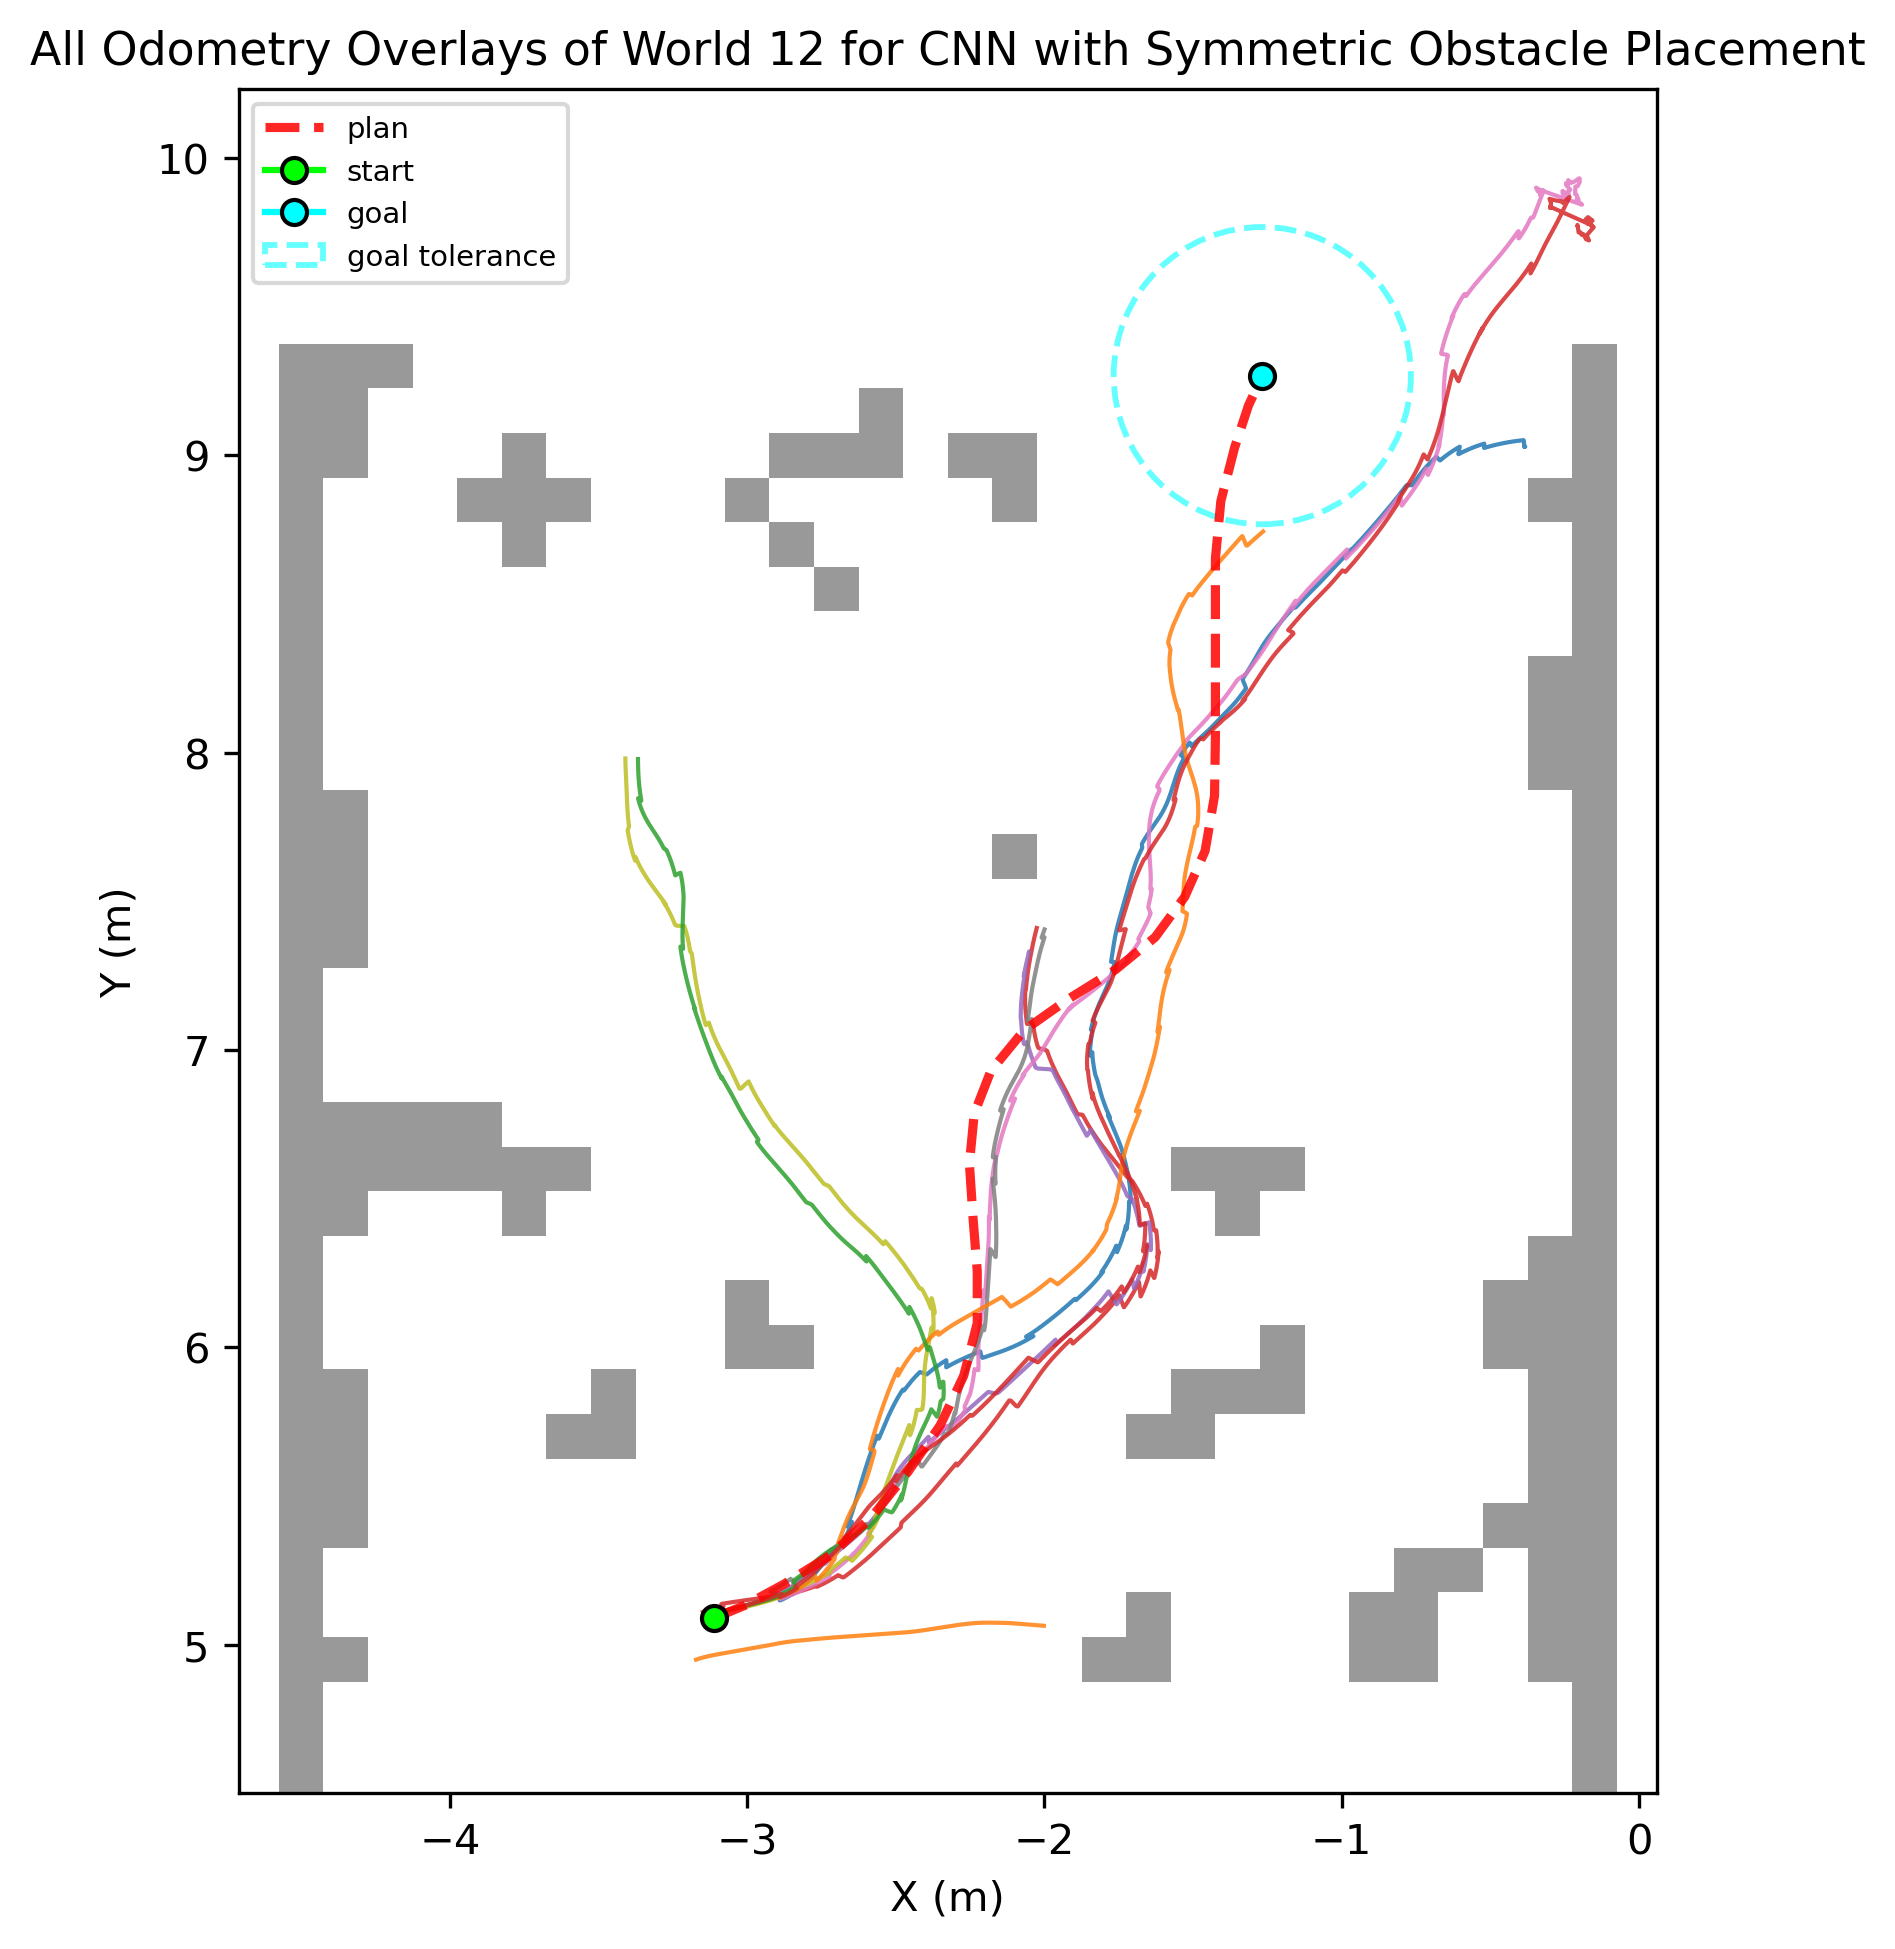 All Odometry Overlays of World 12 for CNN with Symmetric Obstacle Placement
plan
start
goal
goal tolerance
10
9
8
7
6
5
Y (m)
−4
−3
−2
−1
0
X (m)